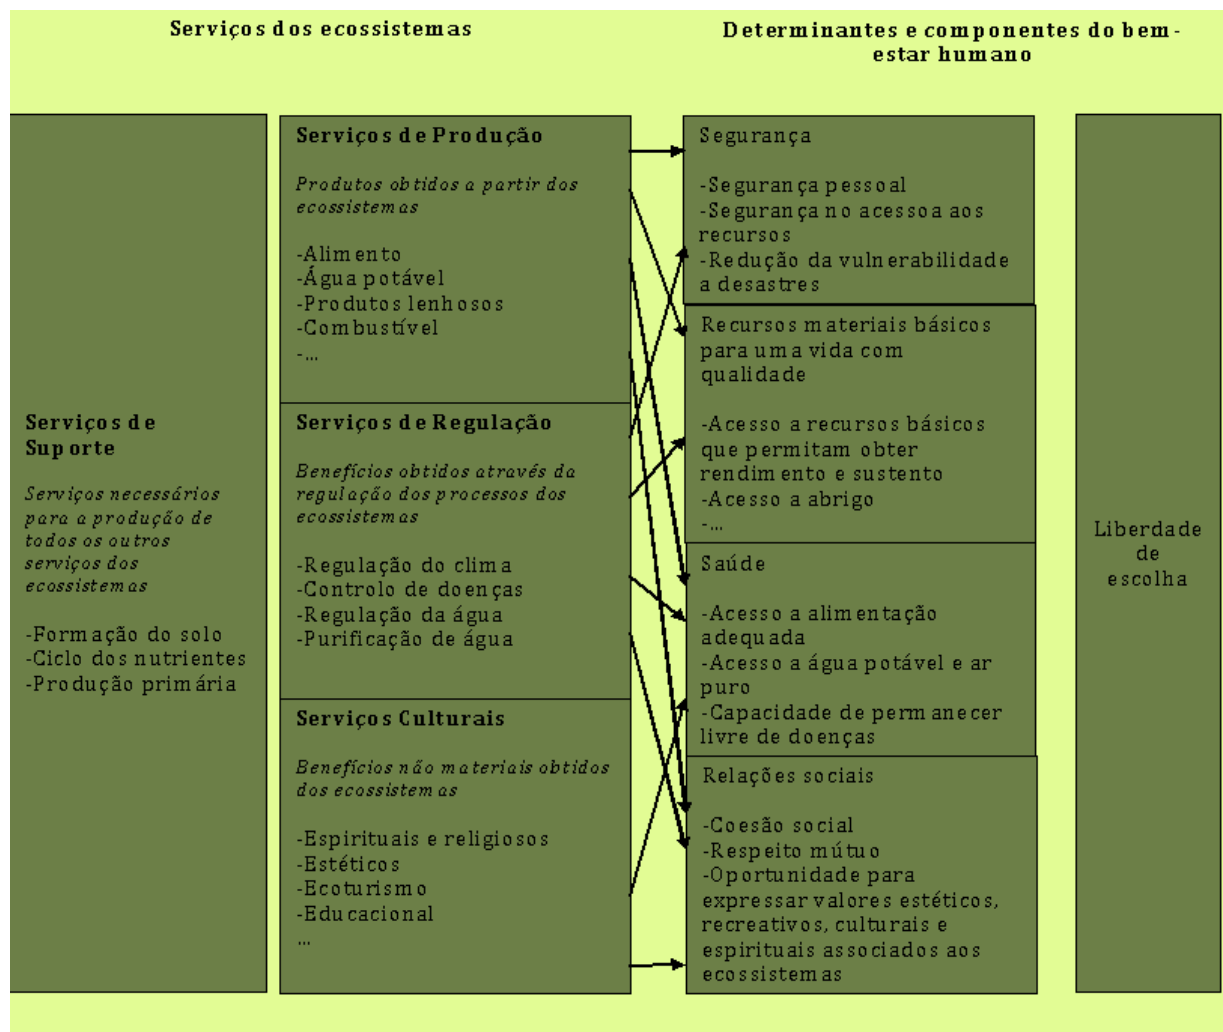 Serviços dos ecossistemas
Determinantes e componentes do bem-
estar humano
Serviços de
Suporte
Serviços necessários
para a produção de
todos os outros
serviços dos
ecossistemas
-Formação do solo
-Ciclo dos nutrientes
-Produção primária
Serviços de Produção
Produtos obtidos a partir dos
ecossistemas
-Alimento
-Água potável
-Produtos lenhosos
-Combustível
-...
Serviços de Regulação
Benefícios obtidos através da
regulação dos processos dos
ecossistemas
-Regulação do clima
-Controlo de doenças
-Regulação da água
-Purificação de água
Serviços Culturais
Benefícios não materiais obtidos
dos ecossistemas
-Espirituais e religiosos
-Estéticos
-Ecoturismo
-Educacional
...
Segurança
-Segurança pessoal
-Segurança no acessoa aos
recursos
-Redução da vulnerabilidade
a desastres
Recursos materiais básicos
para uma vida com
qualidade
-Acesso a recursos básicos
que permitam obter
rendimento e sustento
-Acesso a abrigo
-...
Saúde
-Acesso a alimentação
adequada
-Acesso a água potável e ar
puro
-Capacidade de permanecer
livre de doenças
Relações sociais
-Coesão social
-Respeito mútuo
-Oportunidade para
expressar valores estéticos,
recreativos, culturais e
espirituais associados aos
ecossistemas
Liberdade
de
escolha